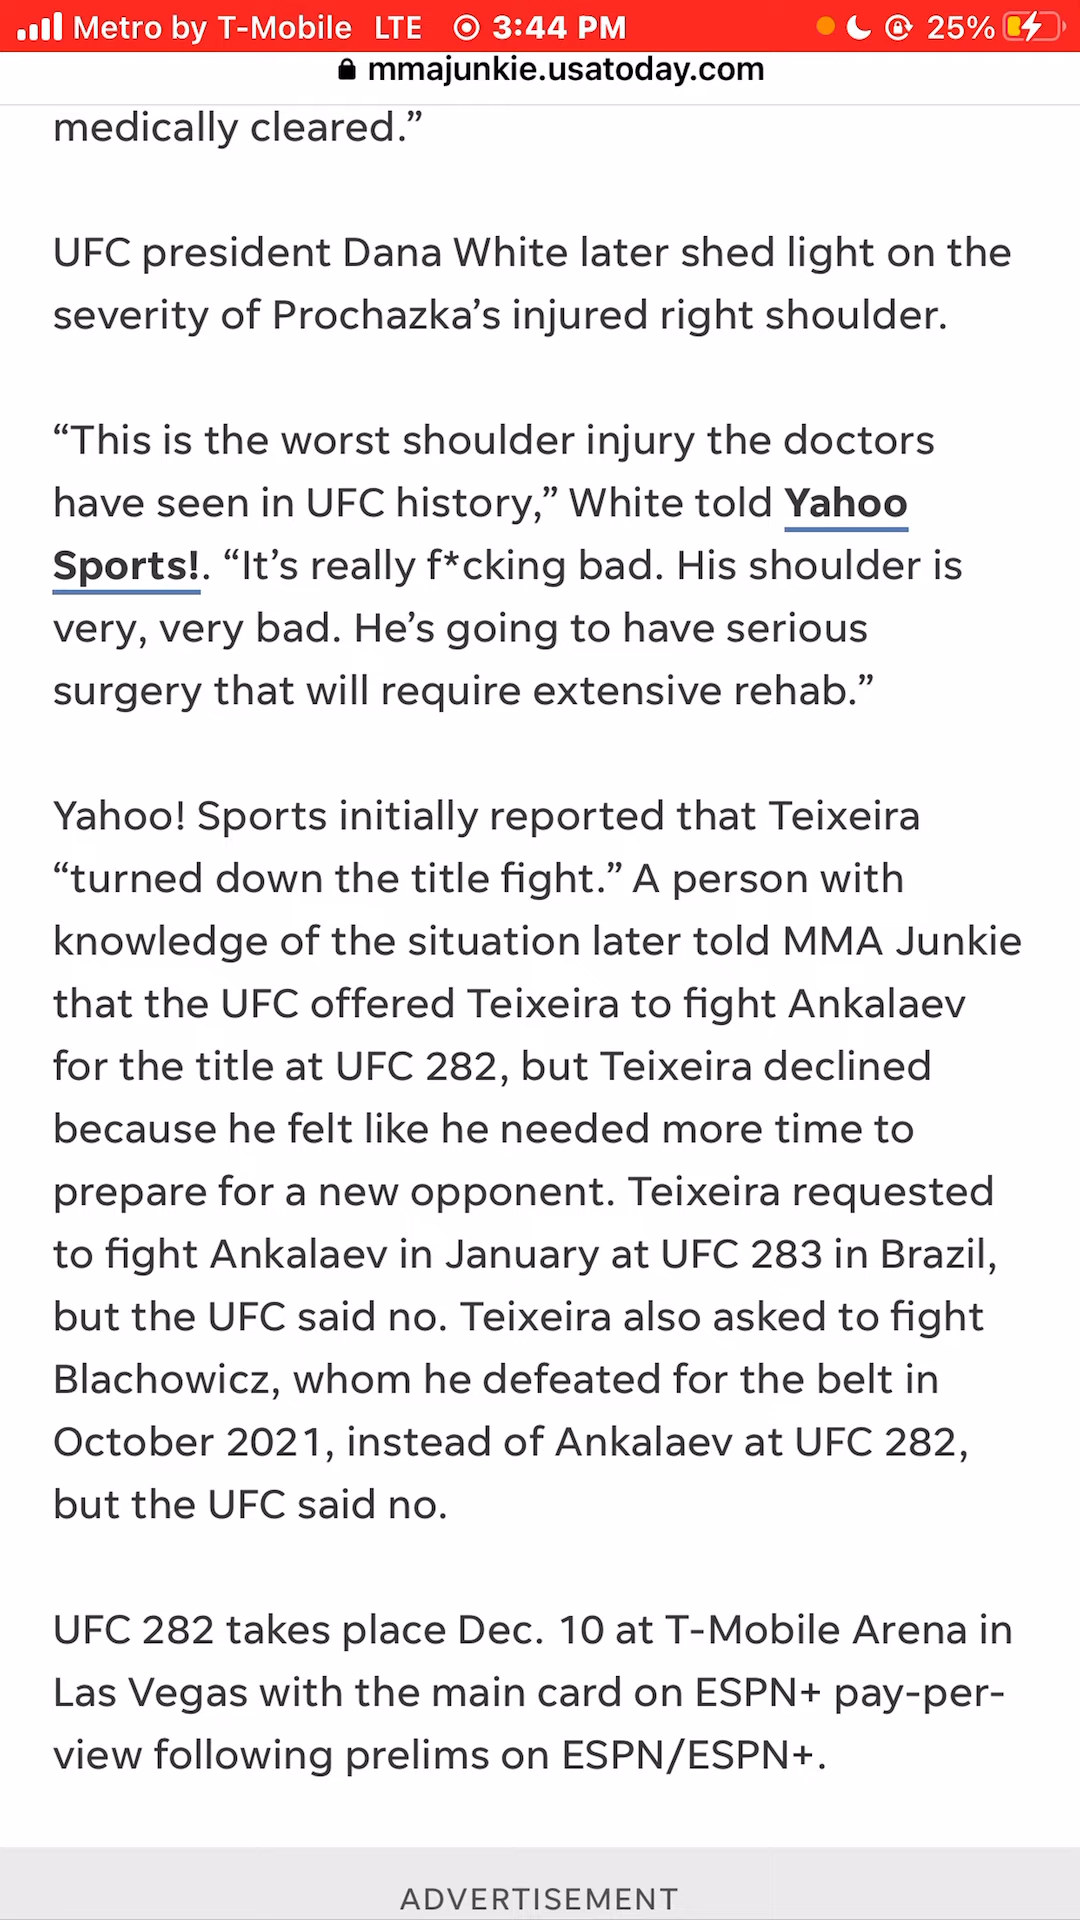 Metro by T-Mobile LTE 3:44 PM 25%
mmajunkie.usatoday.com
medically cleared.”
UFC president Dana White later shed light on the
severity of Prochazka’s injured right shoulder.
“This is the worst shoulder injury the doctors
have seen in UFC history,” White told Yahoo
Sports!. “It’s really f*cking bad. His shoulder is
very, very bad. He’s going to have serious
surgery that will require extensive rehab.”
Yahoo! Sports initially reported that Teixeira
“turned down the title fight.” A person with
knowledge of the situation later told MMA Junkie
that the UFC offered Teixeira to fight Ankalaev
for the title at UFC 282, but Teixeira declined
because he felt like he needed more time to
prepare for a new opponent. Teixeira requested
to fight Ankalaev in January at UFC 283 in Brazil,
but the UFC said no. Teixeira also asked to fight
Blachowicz, whom he defeated for the belt in
October 2021, instead of Ankalaev at UFC 282,
but the UFC said no.
UFC 282 takes place Dec. 10 at T-Mobile Arena in
Las Vegas with the main card on ESPN+ pay-per-
view following prelims on ESPN/ESPN+.
ADVERTISEMENT